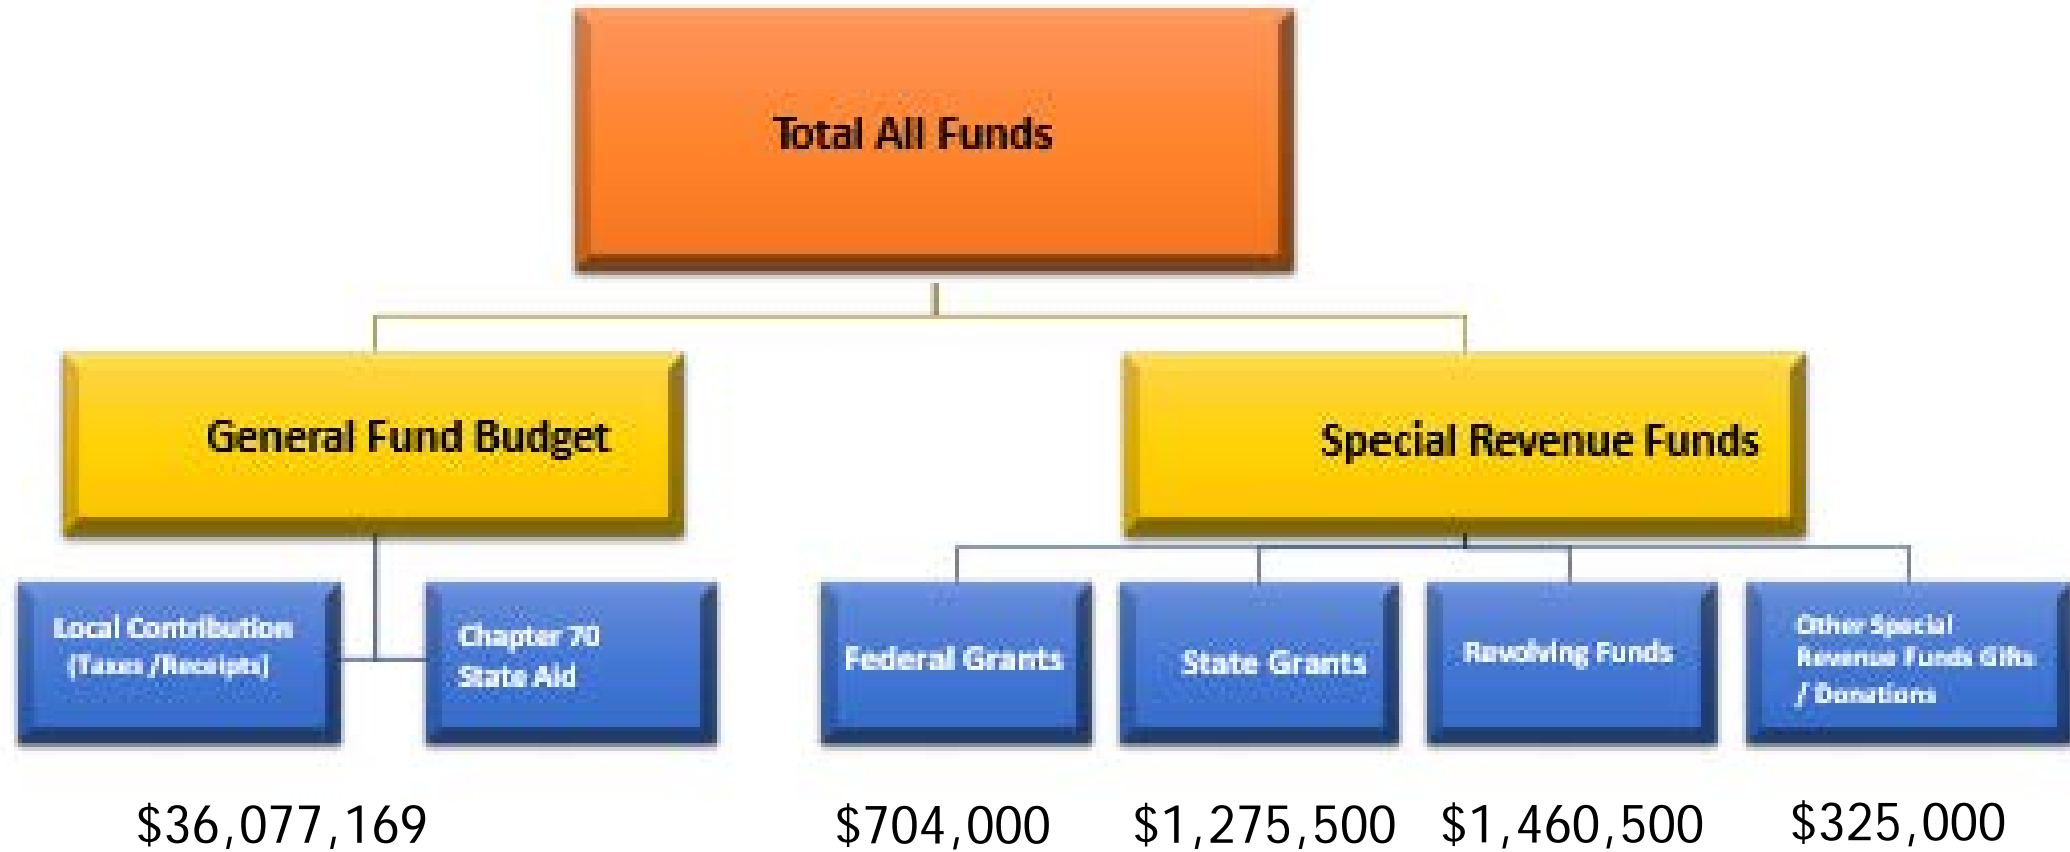 Total All Funds
General Fund Budget
Special Revenue Funds
Local Contribution
(Taxes /Receipts)
Chapter 70
State Aid
Federal Grants
State Grants
Revolving Funds
Other Special
Revenue Funds Gifts
/ Donations
$36,077,169
$704,000
$1,275,500
$1,460,500
$325,000